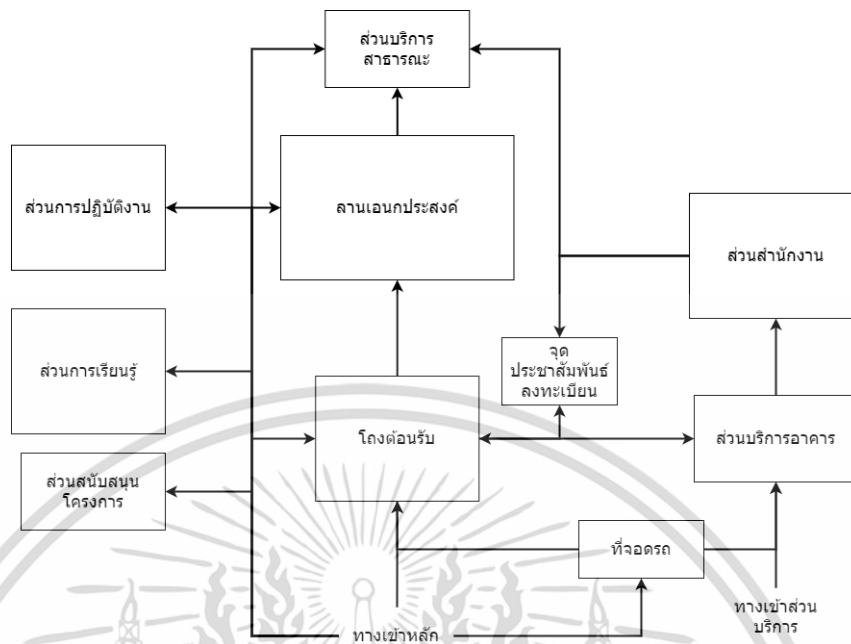 ส่วนบริการ
สาธารณะ
ส่วนการปฏิบัติงาน
ลานเอนกประสงค์
ส่วนสำนักงาน
ส่วนการเรียนรู้
จุด
ประชาสัมพันธ์
ลงทะเบียน
โถงต้อนรับ
ส่วนบริการอาคาร
ส่วนสนับสนุน
โครงการ
ที่จอดรถ
ทางเข้าหลัก
ทางเข้าส่วน
บริการ